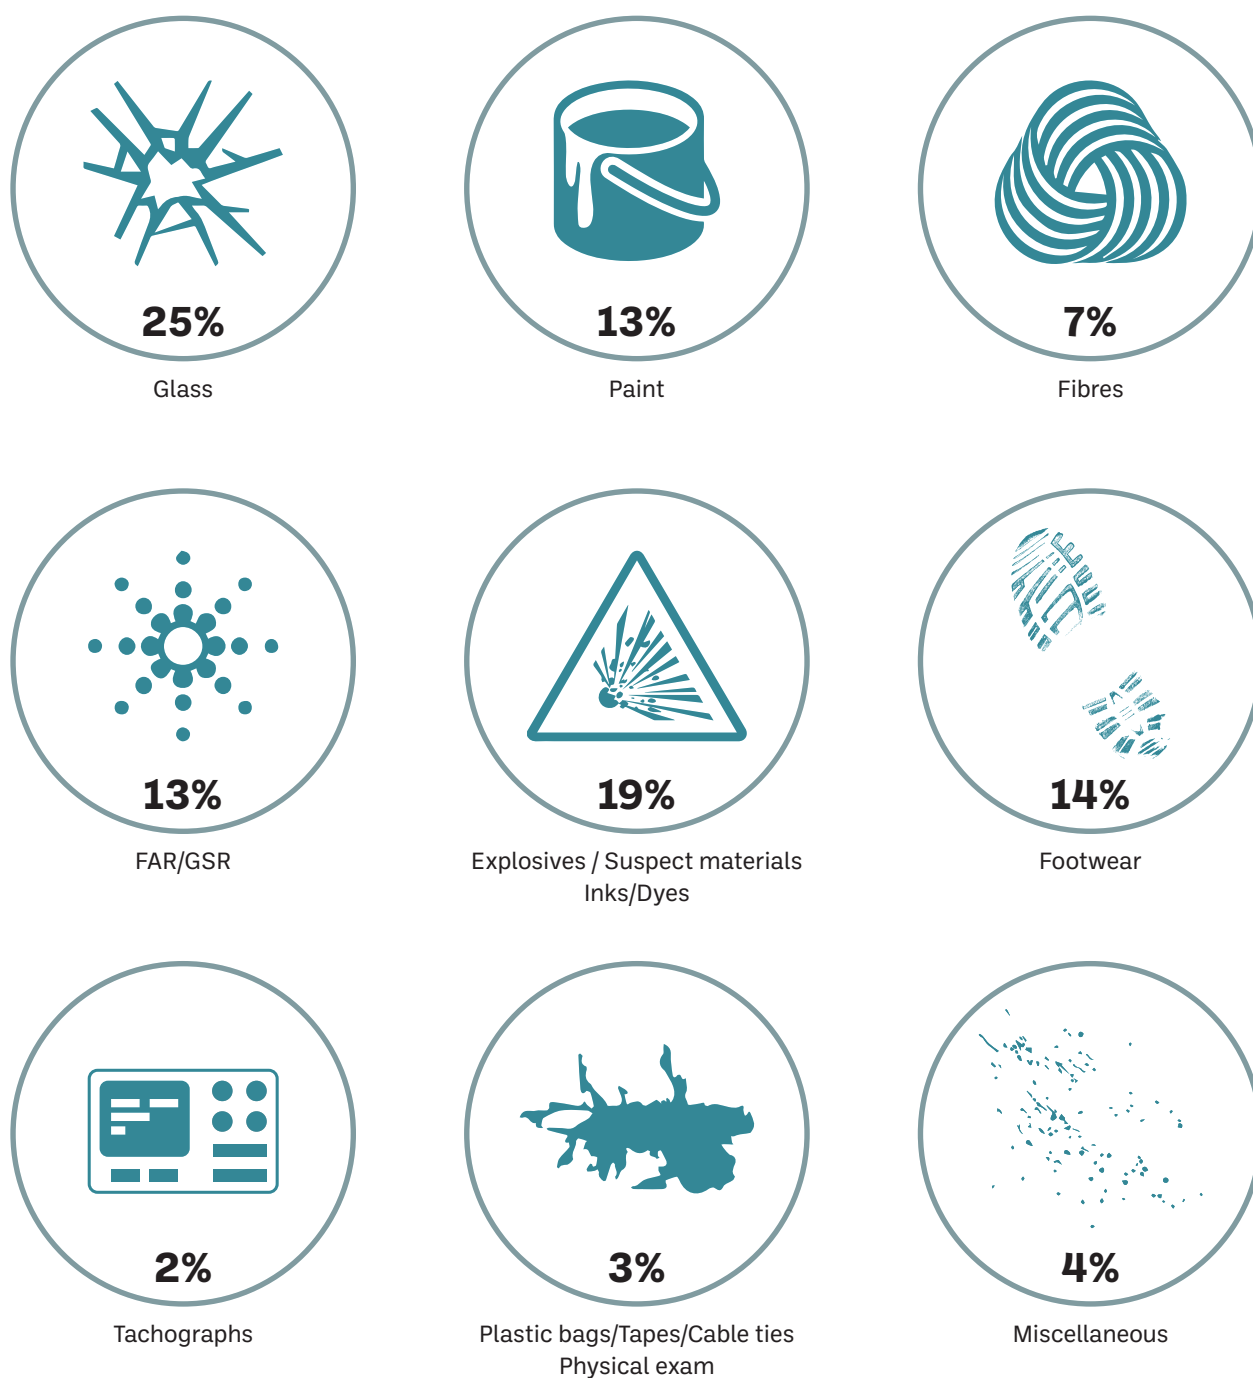 25%
Glass
13%
Paint
7%
Fibres
13%
FAR/GSR
19%
Explosives / Suspect materials
Inks/Dyes
14%
Footwear
2%
Tachographs
3%
Plastic bags/Tapes/Cable ties
Physical exam
4%
Miscellaneous